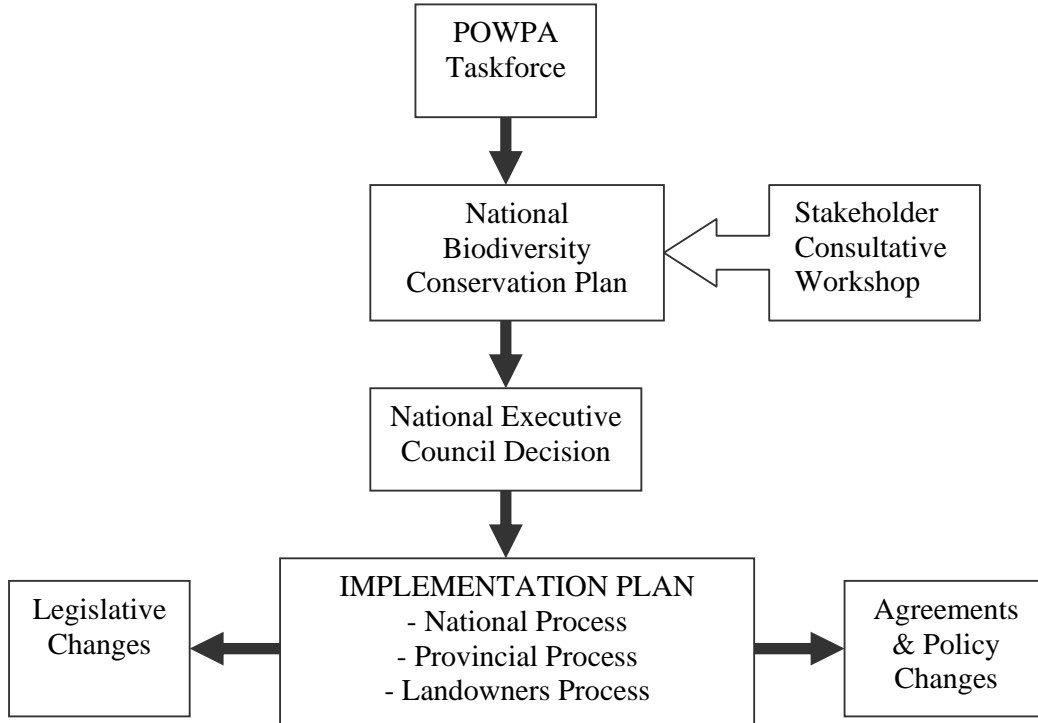 POWPA
Taskforce
National
Biodiversity
Conservation Plan
Stakeholder
Consultative
Workshop
National Executive
Council Decision
Legislative
Changes
IMPLEMENTATION PLAN
- National Process
- Provincial Process
- Landowners Process
Agreements
& Policy
Changes